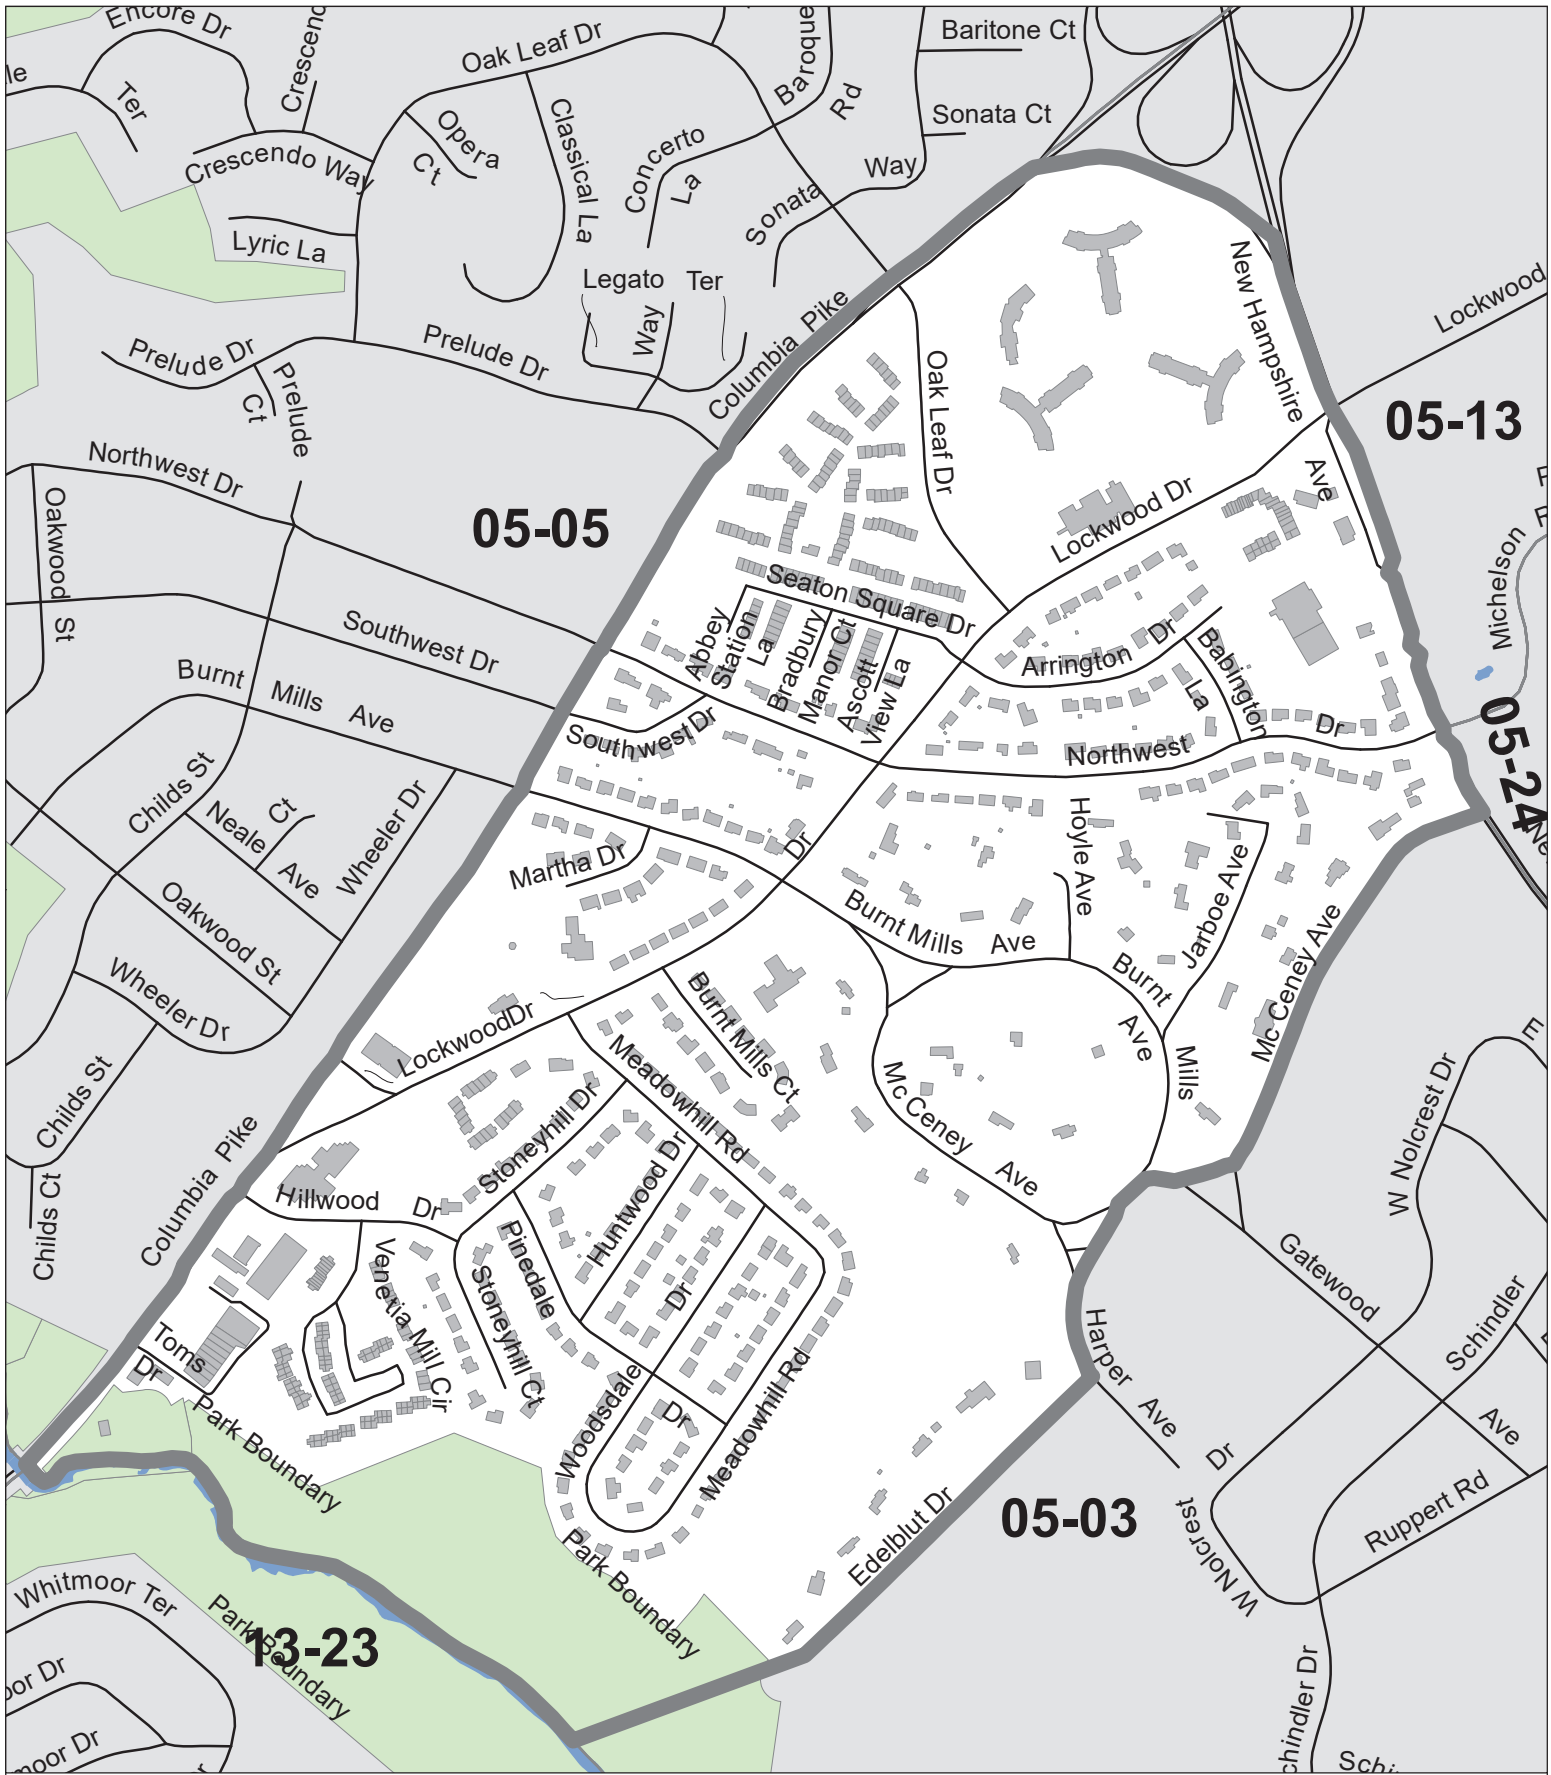 Encore Dr
Crescend
Oak Leaf Dr
Baroque
Baritone Ct
le
Ter
Rd
Sonata Ct
Opera
Ct
Classical La
Concerto
La
Crescendo Way
Way
Sonata
Lyric La
Legato Ter
Way
New Hampshire
Ave
Lockwood
Columbia Pike
Prelude Dr
Prelude Dr
Prelude
Ct
Oak Leaf Dr
05-13
Northwest Dr
05-05
Oakwood
St
Lockwood Dr
Michelson
Seaton Square Dr
Southwest Dr
Abbey
Station
La
Bradbury
Manor Ct
Ascott
View La
Arrington Dr
Babington
La
Burnt Mills Ave
Southwest Dr
Northwest
Dr
05-24
Childs St
Neale
Ave
Ct
Wheeler Dr
Martha Dr
Dr
Hoyle Ave
Jarboe Ave
Oakwood St
Burnt Mills Ave
Burnt
Mills
Ave
Mc Ceney Ave
Wheeler Dr
Lockwood Dr
Burnt Mills Ct
Meadowhill Rd
Mc Ceney
Ave
Childs St
Stoneyhill Dr
Huntwood Dr
W Nolcrest Dr
Childs Ct
Columbia Pike
Hillwood Dr
Venetia Mill Cir
Pinedale
Dr
Stoneyhill Ct
Gatewood
Ave
Schindler
Dr
Harper
Ave
Toms
Dr
Park Boundary
Woodsdale
Dr
Meadowhill Rd
05-03
W Nolcrest
Ruppert Rd
Edelblut Dr
Park Boundary
Whitmoor Ter
Park Boundary
13-23
oor Dr
moor Dr
chindler Dr